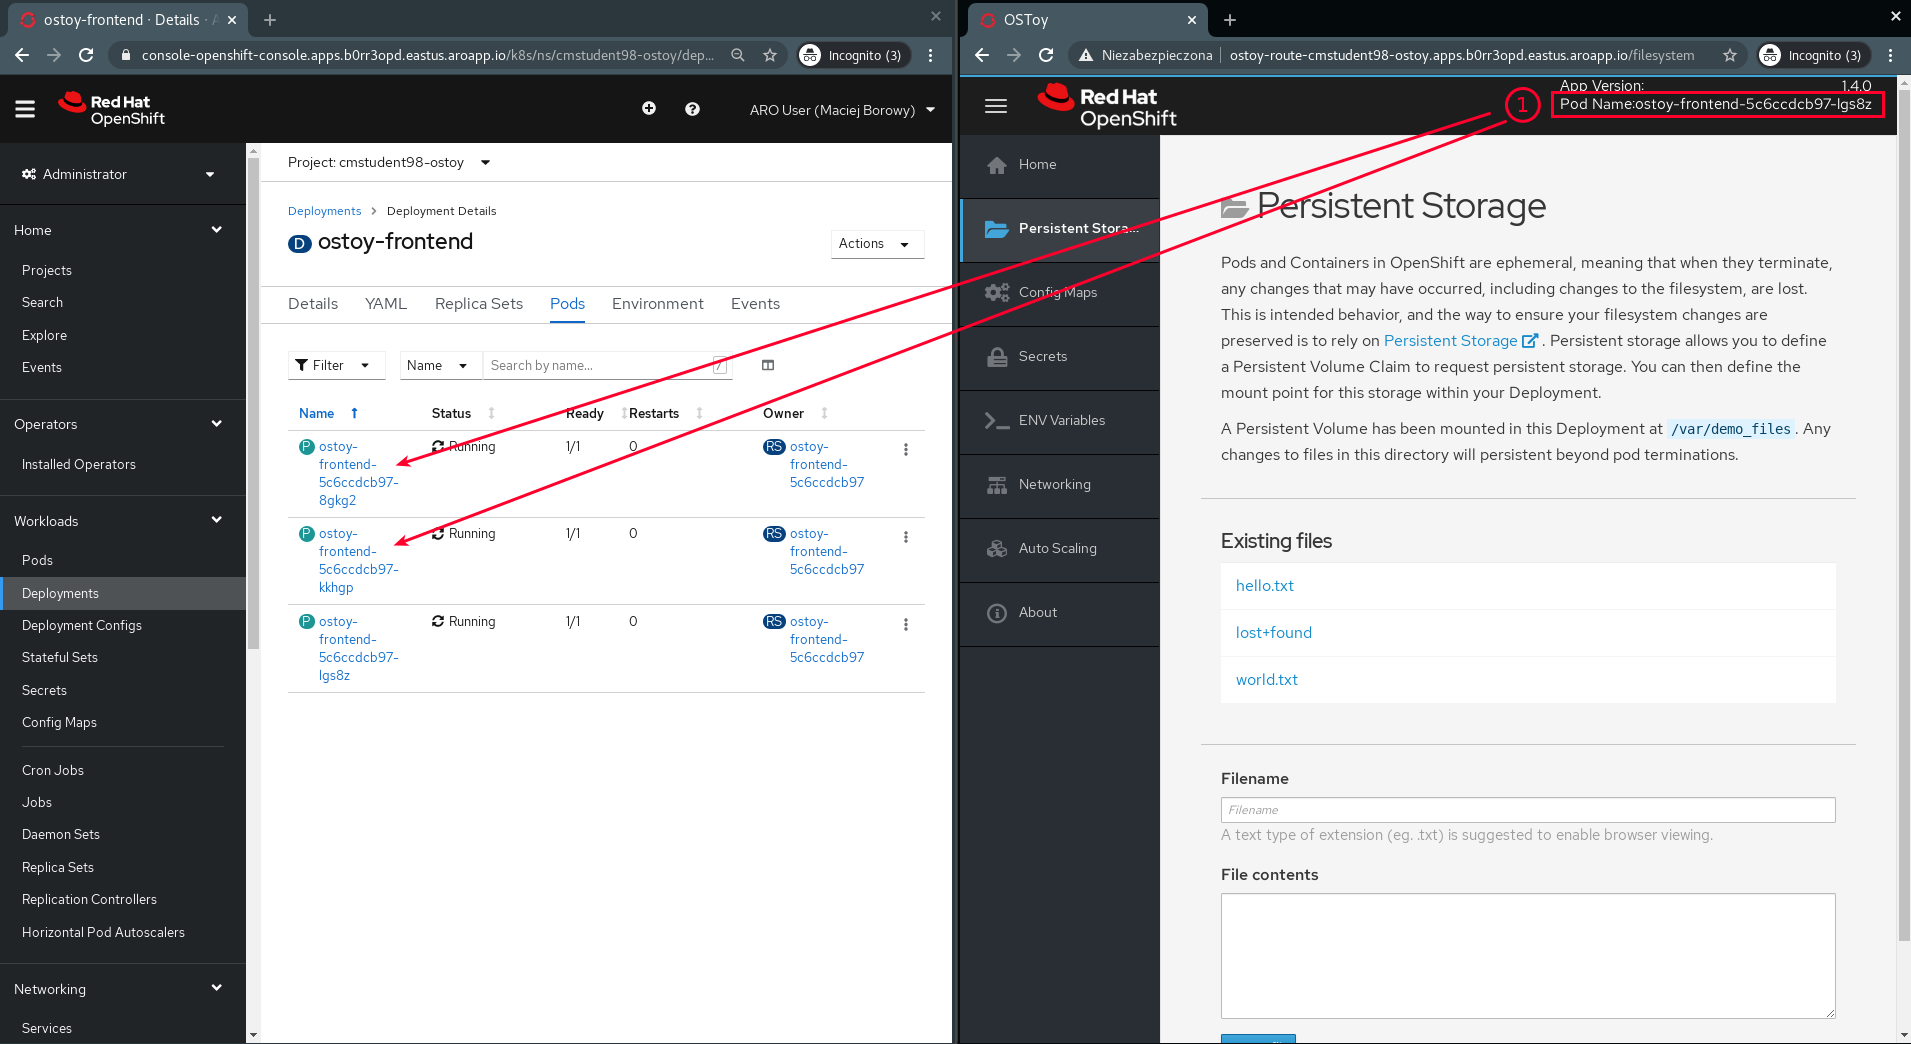 ostoy-frontend · Details ·
console-openshift-console.apps.b0rr3opd.eastus.aroapp.io/k8s/ns/cmstudent98-ostoy/dep...
Incognito (3)
Red Hat
OpenShift
ARO User (Maciej Borowy)
Administrator
Home
Projects
Search
Explore
Events
Operators
Installed Operators
Workloads
Pods
Deployments
Deployment Configs
Stateful Sets
Secrets
Config Maps
Cron Jobs
Jobs
Daemon Sets
Replica Sets
Replication Controllers
Horizontal Pod Autoscalers
Networking
Services
Project: cmstudent98-ostoy
Deployments > Deployment Details
D ostoy-frontend
Actions
Details YAML Replica Sets Pods Environment Events
Filter Name Search by name... /
Name Status Ready Restarts Owner
P ostoy-frontend-5c6ccdcb97-8gkg2 Running 1/1 0 RS ostoy-frontend-5c6ccdcb97
P ostoy-frontend-5c6ccdcb97-kkhgp Running 1/1 0 RS ostoy-frontend-5c6ccdcb97
P ostoy-frontend-5c6ccdcb97-lgs8z Running 1/1 0 RS ostoy-frontend-5c6ccdcb97
OSToy
Niezabezpieczona | ostoy-route-cmstudent98-ostoy.apps.b0rr3opd.eastus.aroapp.io/filesystem
Incognito (3)
Red Hat
OpenShift
1
App Version: 1.4.0
Pod Name:ostoy-frontend-5c6ccdcb97-lgs8z
Home
Persistent Stora...
Config Maps
Secrets
ENV Variables
Networking
Auto Scaling
About
Persistent Storage
Pods and Containers in OpenShift are ephemeral, meaning that when they terminate,
any changes that may have occurred, including changes to the filesystem, are lost.
This is intended behavior, and the way to ensure your filesystem changes are
preserved is to rely on Persistent Storage . Persistent storage allows you to define
a Persistent Volume Claim to request persistent storage. You can then define the
mount point for this storage within your Deployment.
A Persistent Volume has been mounted in this Deployment at /var/demo_files. Any
changes to files in this directory will persistent beyond pod terminations.
Existing files
hello.txt
lost+found
world.txt
Filename
Filename
A text type of extension (eg. .txt) is suggested to enable browser viewing.
File contents